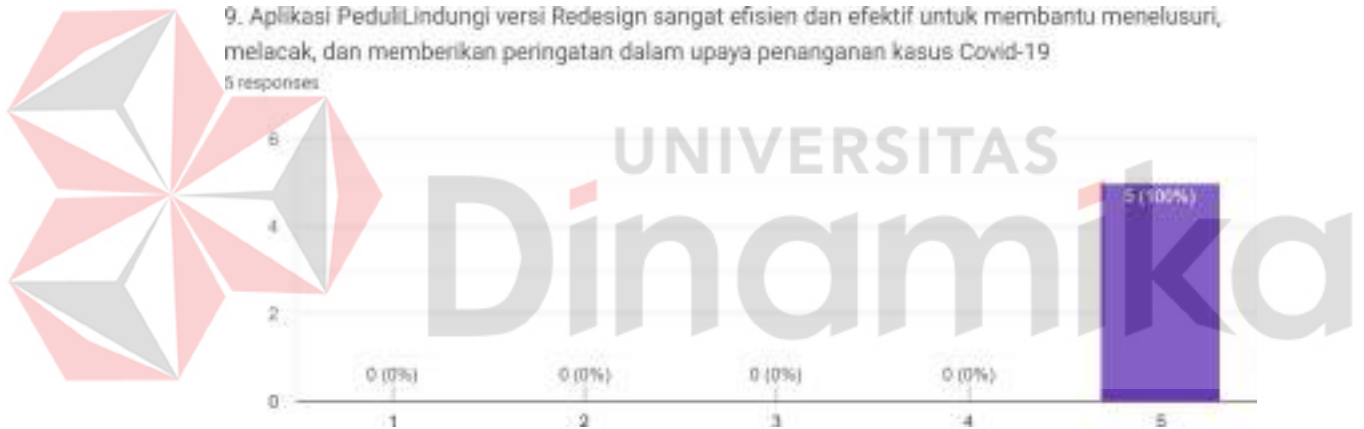 9. Aplikasi PeduliLindungi versi Redesign sangat efisien dan efektif untuk membantu menelusuri,
melacak, dan memberikan peringatan dalam upaya penanganan kasus Covid-19
5 responses
UNIVERSITAS
Dinamika
6
4
2
0
0 (0%) 0 (0%) 0 (0%) 0 (0%) 5 (100%)
1 2 3 4 5